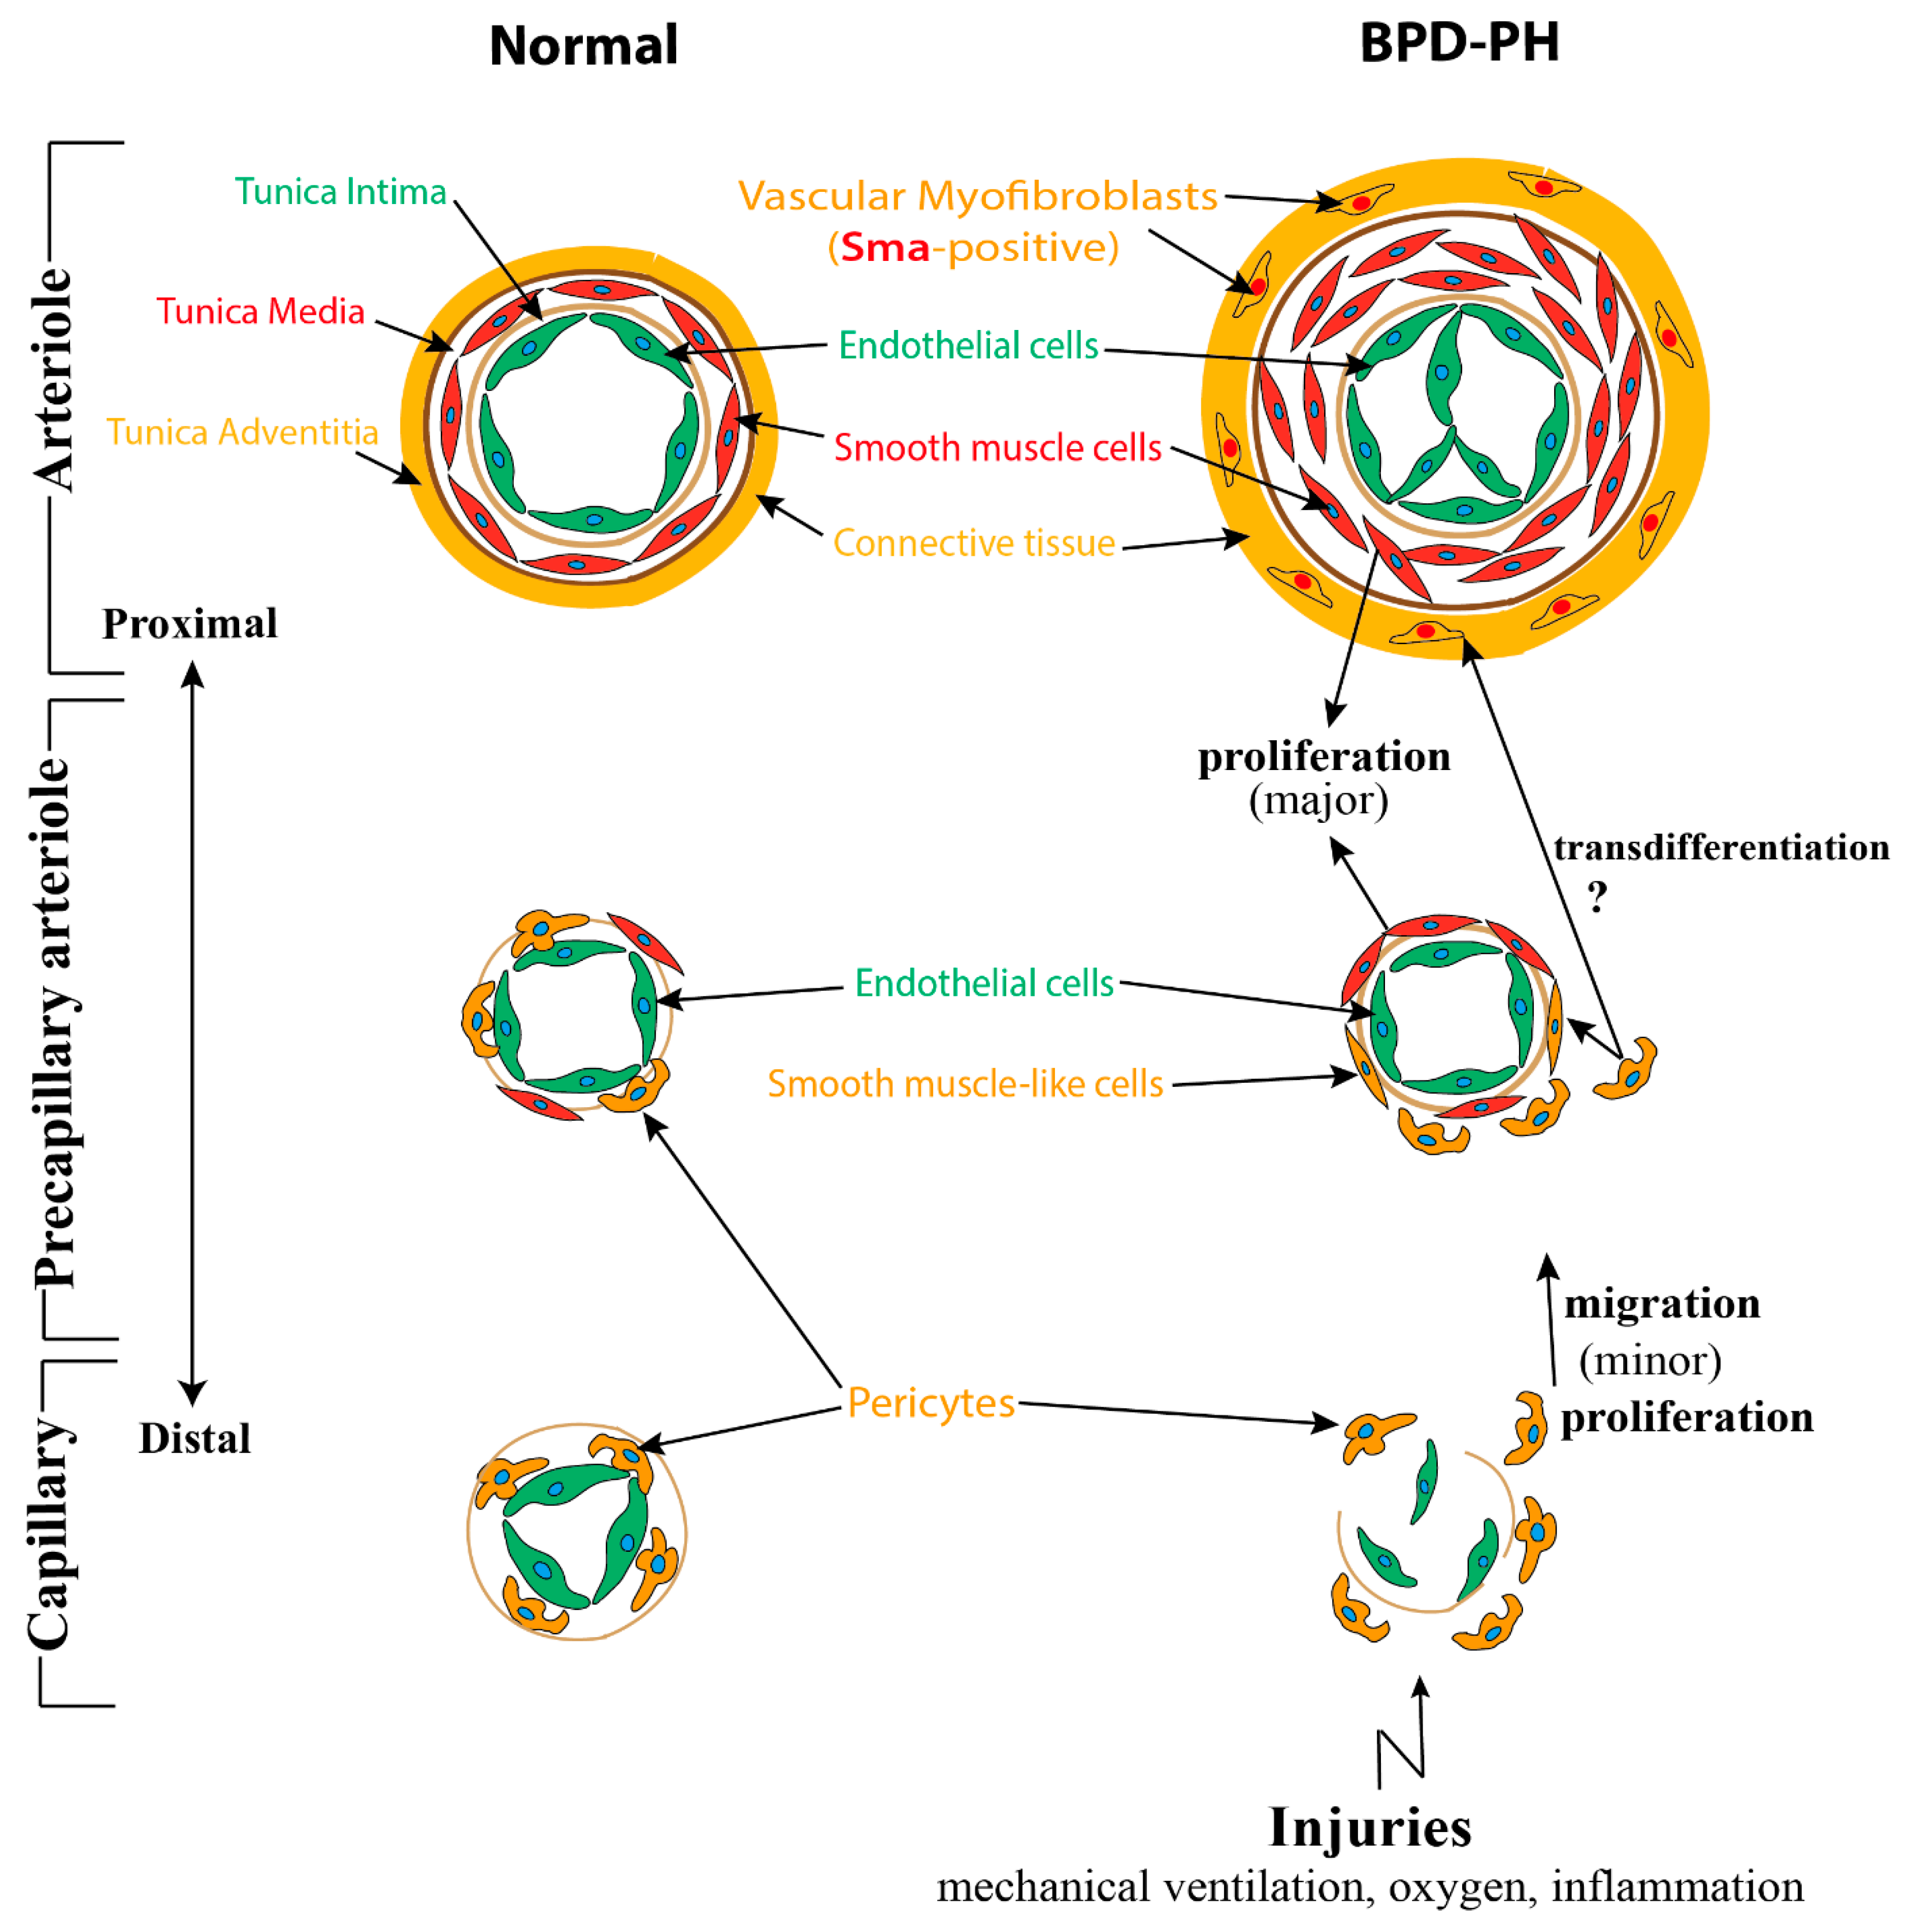 Normal
BPD-PH
Arteriole
Tunica Intima
Vascular Myofibroblasts
(Sma-positive)
Tunica Media
Endothelial cells
Tunica Adventitia
Smooth muscle cells
Connective tissue
Proximal
proliferation
(major)
Precapillary arteriole
transdifferentiation
?
Endothelial cells
Smooth muscle-like cells
migration
(minor)
Capillary
Distal
Pericytes
proliferation
Injuries
mechanical ventilation, oxygen, inflammation